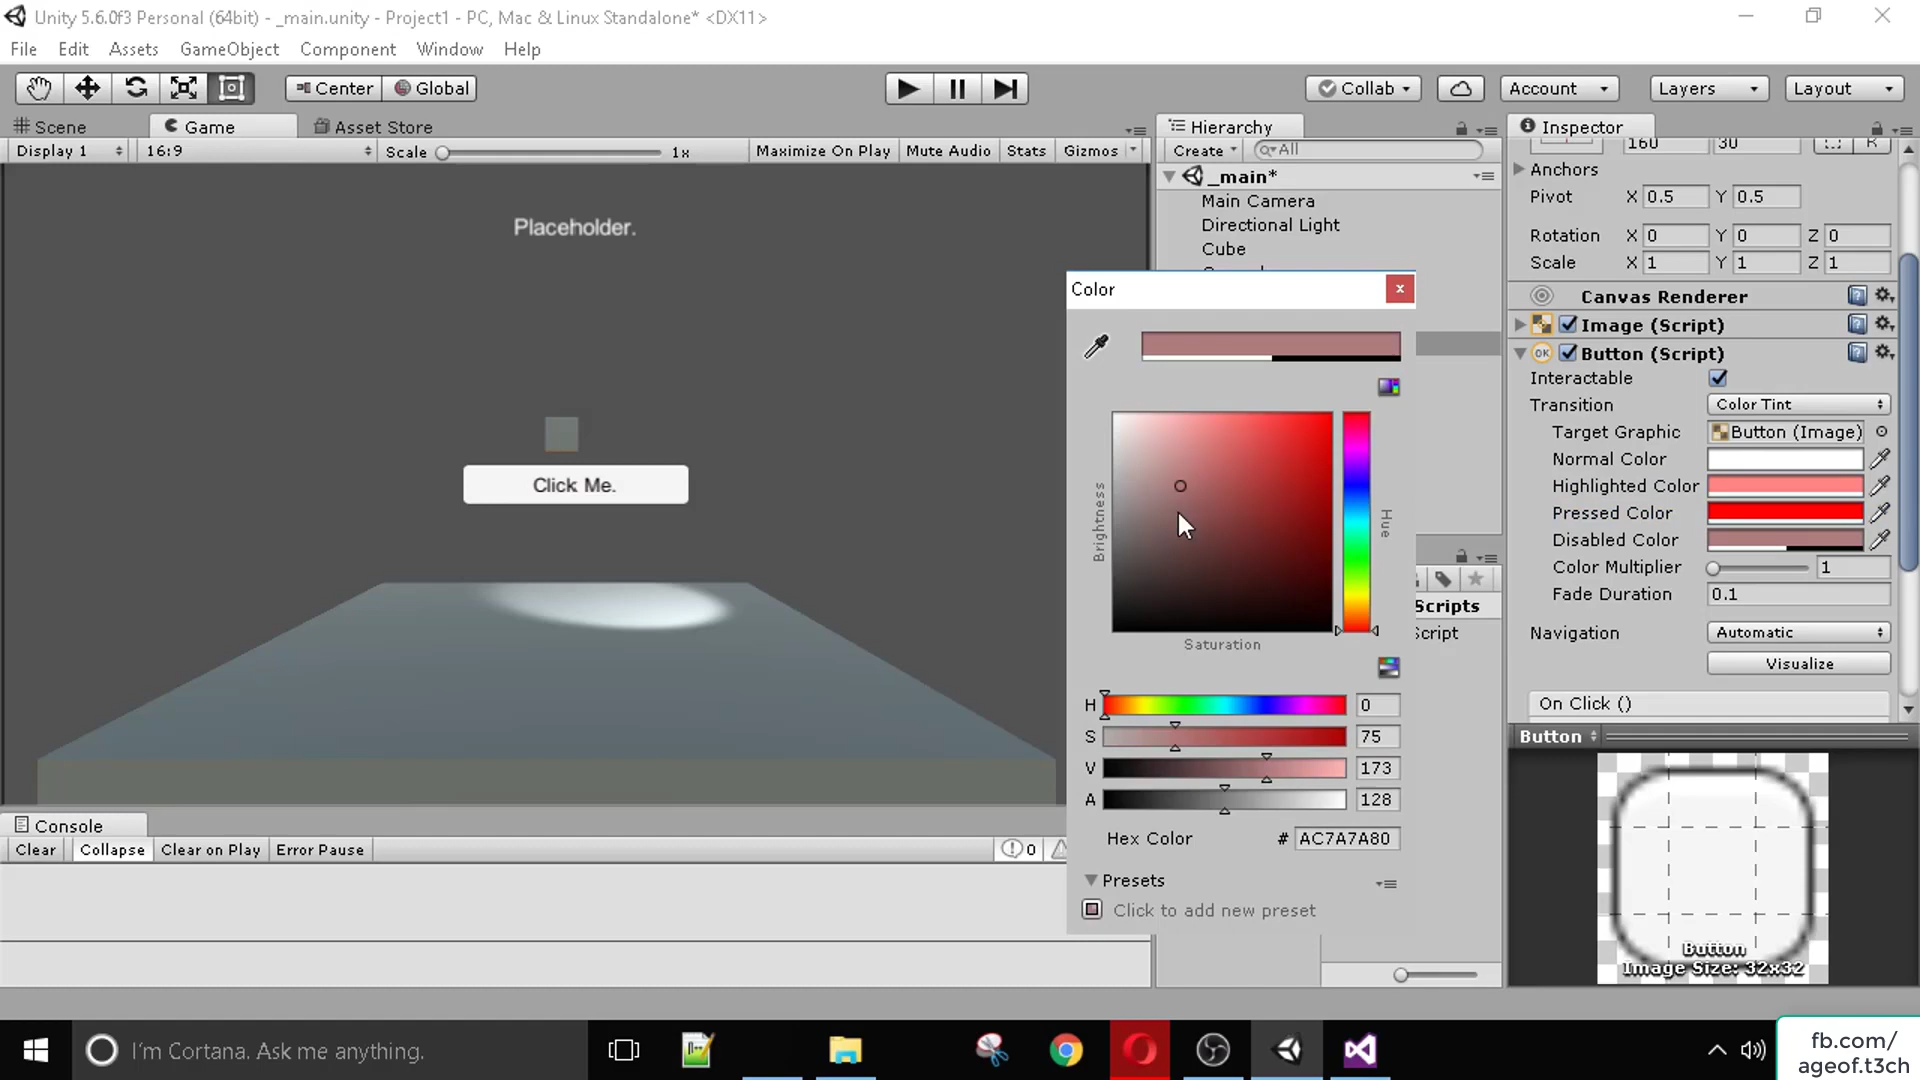 Unity 5.6.0f3 Personal (64bit) - _main.unity - Project1 - PC, Mac & Linux Standalone* <DX11>
File Edit Assets GameObject Component Window Help
Center Global Collab Account Layers Layout
Scene Game Asset Store
Display 1 16:9 Scale 1x Maximize On Play Mute Audio Stats Gizmos
Placeholder.
Click Me.
Console
Clear Collapse Clear on Play Error Pause 0
Hierarchy
Create All
_main*
Main Camera
Directional Light
Cube
Color
Brightness
Hue
Saturation
H 0
S 75
V 173
A 128
Hex Color # AC7A7A80
Presets
Click to add new preset
Scripts
Script
Inspector
160 30 R
Anchors
Pivot X 0.5 Y 0.5
Rotation X 0 Y 0 Z 0
Scale X 1 Y 1 Z 1
Canvas Renderer
Image (Script)
OK Button (Script)
Interactable
Transition Color Tint
Target Graphic Button (Image)
Normal Color
Highlighted Color
Pressed Color
Disabled Color
Color Multiplier 1
Fade Duration 0.1
Navigation Automatic
Visualize
On Click ()
Button
Button
Image Size: 32x32
I'm Cortana. Ask me anything.
fb.com/
ageof.t3ch